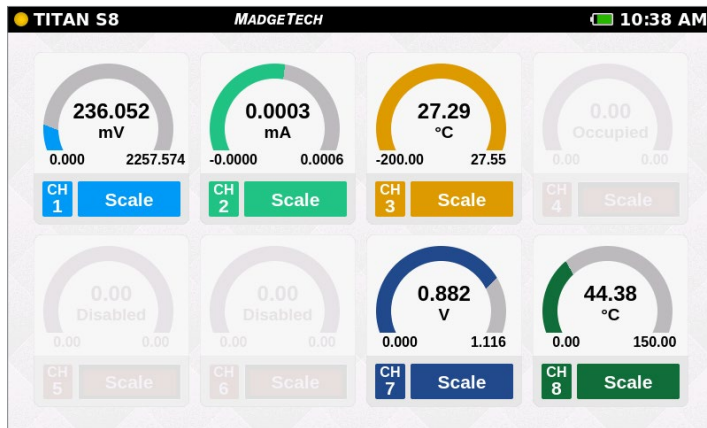 TITAN S8 MADGETECH 10:38 AM
236.052
mV
0.000 2257.574
CH
1
Scale
0.0003
mA
-0.0000 0.0006
CH
2
Scale
27.29
°C
-200.00 27.55
CH
3
Scale
0.00
Occupied
0.00 0.00
CH
4
Scale
0.00
Disabled
0.00 0.00
CH
5
Scale
0.00
Disabled
0.00 0.00
CH
6
Scale
0.882
V
0.000 1.116
CH
7
Scale
44.38
°C
0.00 150.00
CH
8
Scale